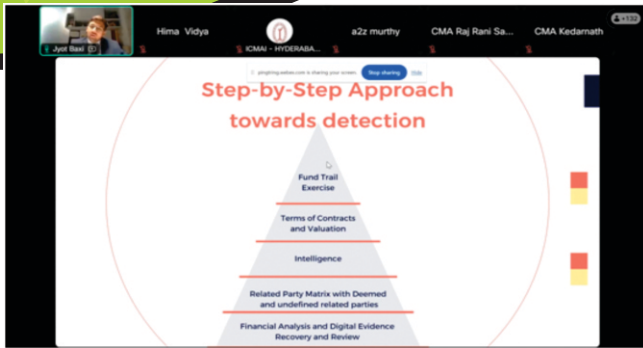 Hima Vidya
a2z murthy
CMA Raj Rani Sa...
CMA Kedarnath
+132
Jyot Baxi
ICMAI - HYDERABA...
is sharing your screen.
Stop sharing
Hide
Step-by-Step Approach
towards detection
Fund Trail
Exercise
Terms of Contracts
and Valuation
Intelligence
Related Party Matrix with Deemed
and undefined related parties
Financial Analysis and Digital Evidence
Recovery and Review